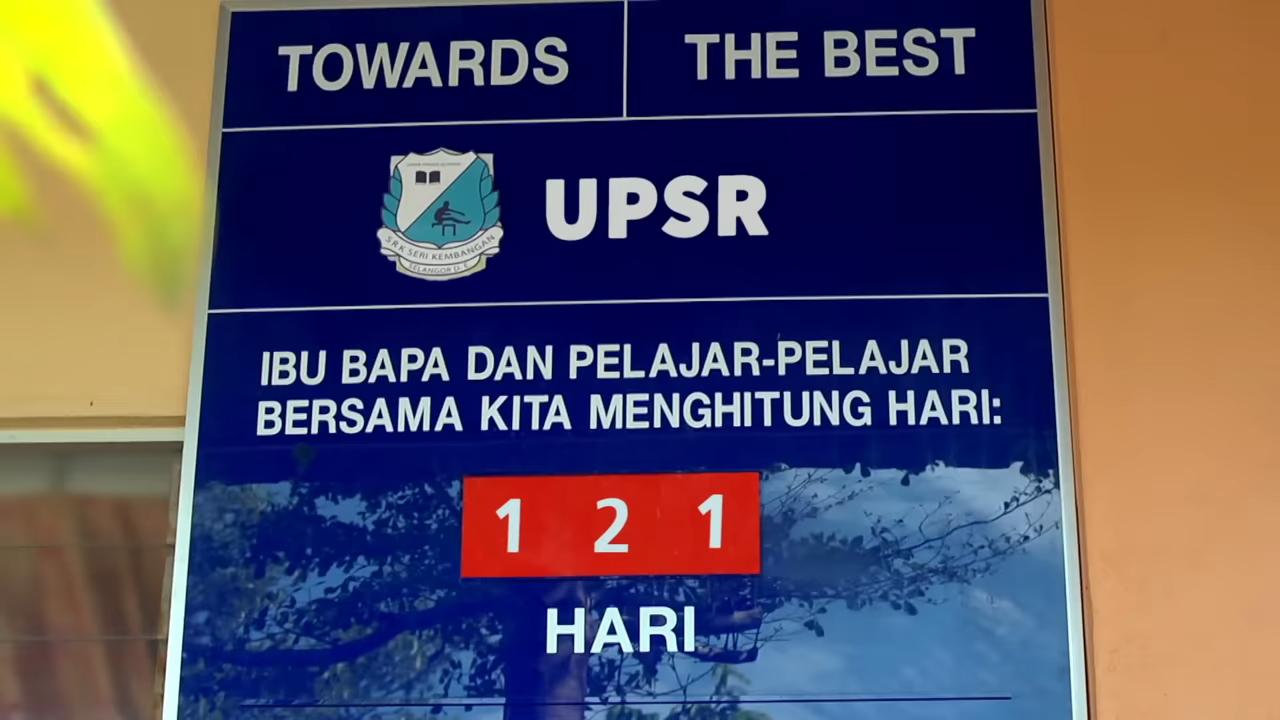 TOWARDS THE BEST
UPSR
S R K SERI KEMBANGAN
SELANGOR D. E
IBU BAPA DAN PELAJAR-PELAJAR
BERSAMA KITA MENGHITUNG HARI:
1 2 1
HARI